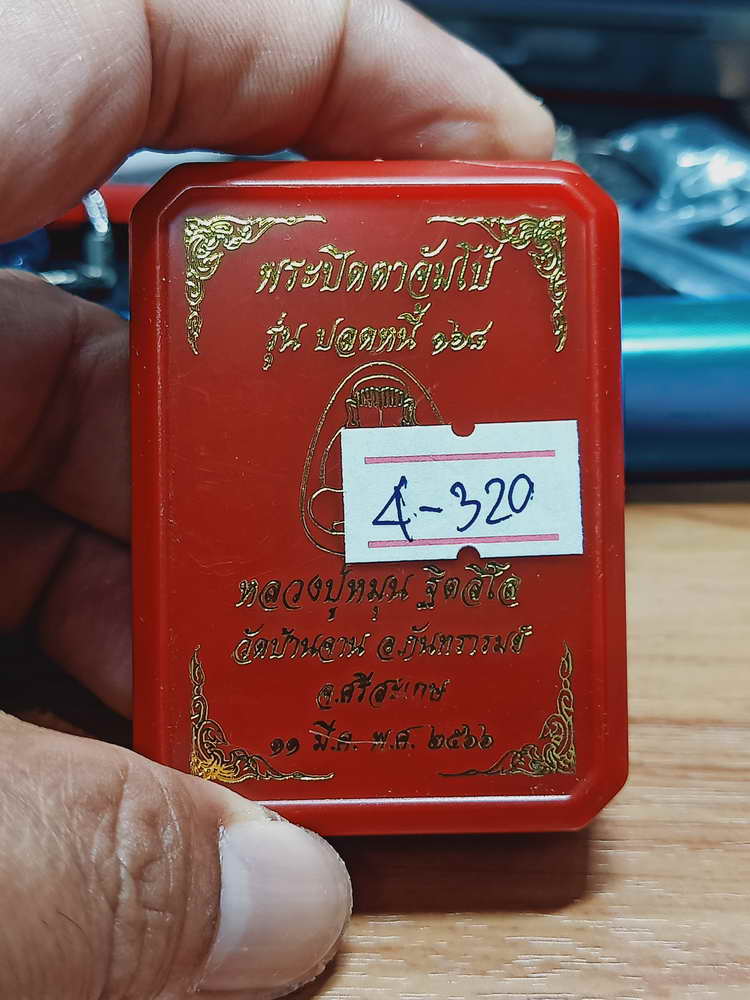 พระปิดตาจัมโบ้
รุ่น ปลดหนี้ ๑๖๘
4-320
หลวงปู่หมุน ฐิตสีโล
วัดบ้านจาน อ.กันทรารมย์
จ.ศรีสะเกษ
๑๑ มี.ค. พ.ศ. ๒๕๖๖